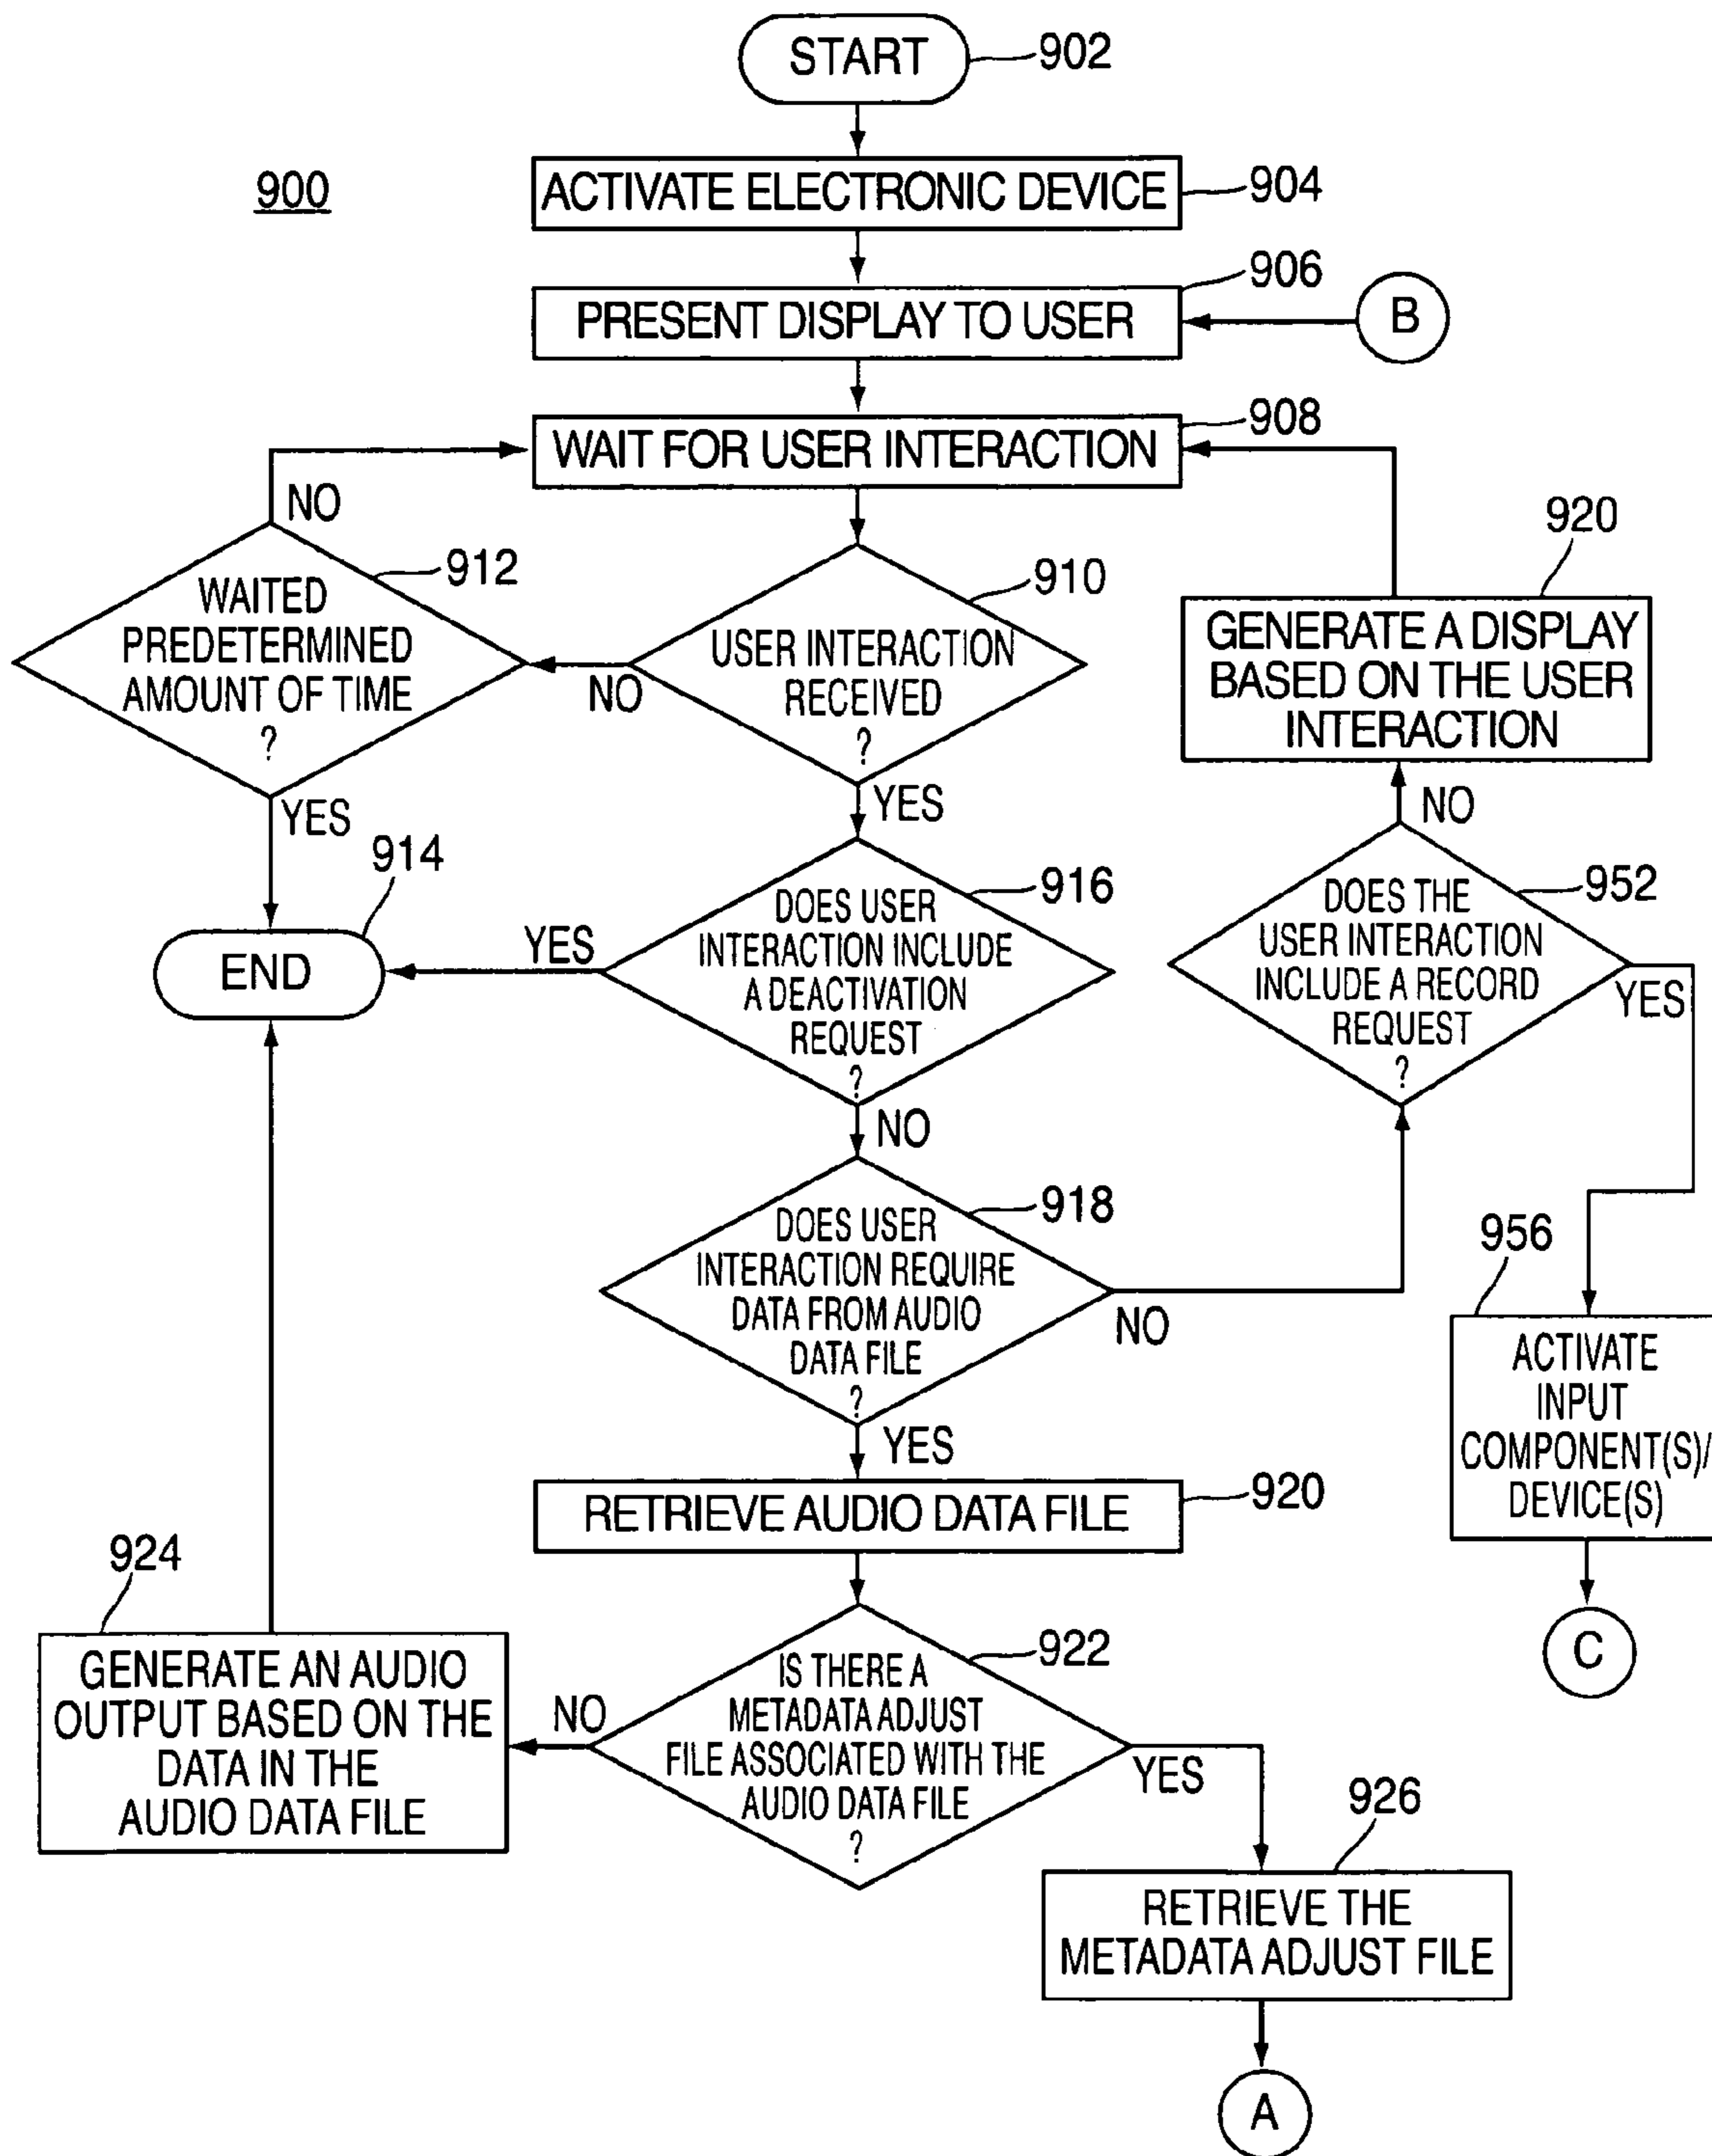 START
902
900
ACTIVATE ELECTRONIC DEVICE
904
906
PRESENT DISPLAY TO USER
B
908
WAIT FOR USER INTERACTION
NO
912
WAITED
PREDETERMINED
AMOUNT OF TIME
?
910
USER INTERACTION
RECEIVED
?
NO
920
GENERATE A DISPLAY
BASED ON THE USER
INTERACTION
YES
YES
NO
914
END
YES
916
DOES USER
INTERACTION INCLUDE
A DEACTIVATION
REQUEST
?
952
DOES THE
USER INTERACTION
INCLUDE A RECORD
REQUEST
?
YES
NO
918
DOES USER
INTERACTION REQUIRE
DATA FROM AUDIO
DATA FILE
?
NO
956
ACTIVATE
INPUT
COMPONENT(S)/
DEVICE(S)
YES
RETRIEVE AUDIO DATA FILE
920
C
924
GENERATE AN AUDIO
OUTPUT BASED ON THE
DATA IN THE
AUDIO DATA FILE
NO
922
IS THERE A
METADATA ADJUST
FILE ASSOCIATED WITH THE
AUDIO DATA FILE
?
YES
926
RETRIEVE THE
METADATA ADJUST FILE
A